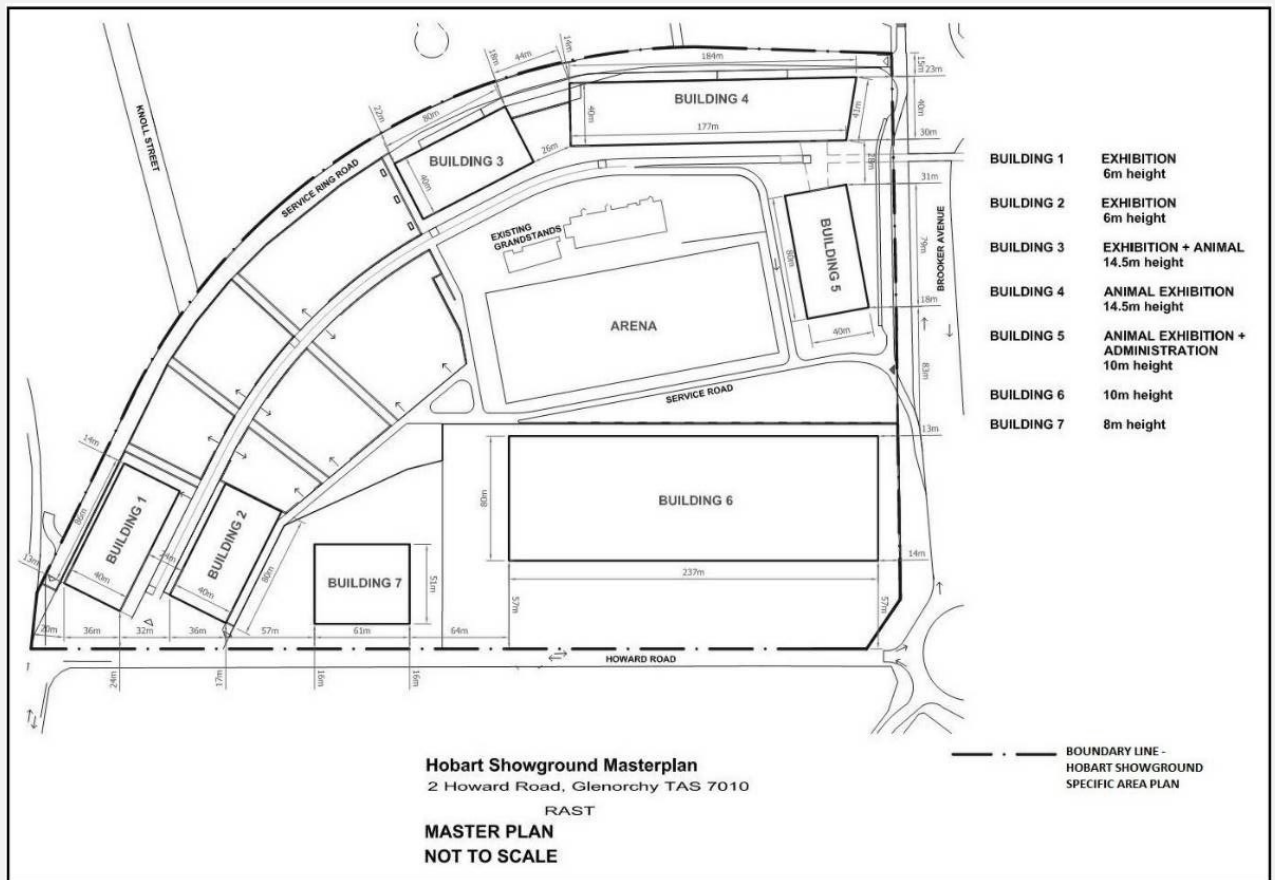 18m
44m
14m
184m
15m
23m
KNOLL STREET
22m
80m
BUILDING 4
40m
41m
40m
177m
30m
SERVICE RING ROAD
BUILDING 3
40m
26m
31m
EXISTING
GRANDSTANDS
BUILDING 5
80m
79m
BROOKER AVENUE
18m
ARENA
40m
83m
SERVICE ROAD
13m
14m
BUILDING 1
86m
40m
13m
24m
BUILDING 2
40m
80m
BUILDING 6
80m
237m
14m
BUILDING 7
51m
57m
57m
20m
36m
32m
36m
57m
61m
64m
HOWARD ROAD
24m
17m
16m
16m
BUILDING 1 EXHIBITION
6m height
BUILDING 2 EXHIBITION
6m height
BUILDING 3 EXHIBITION + ANIMAL
14.5m height
BUILDING 4 ANIMAL EXHIBITION
14.5m height
BUILDING 5 ANIMAL EXHIBITION +
ADMINISTRATION
10m height
BUILDING 6 10m height
BUILDING 7 8m height
Hobart Showground Masterplan
2 Howard Road, Glenorchy TAS 7010
RAST
MASTER PLAN
NOT TO SCALE
BOUNDARY LINE -
HOBART SHOWGROUND
SPECIFIC AREA PLAN